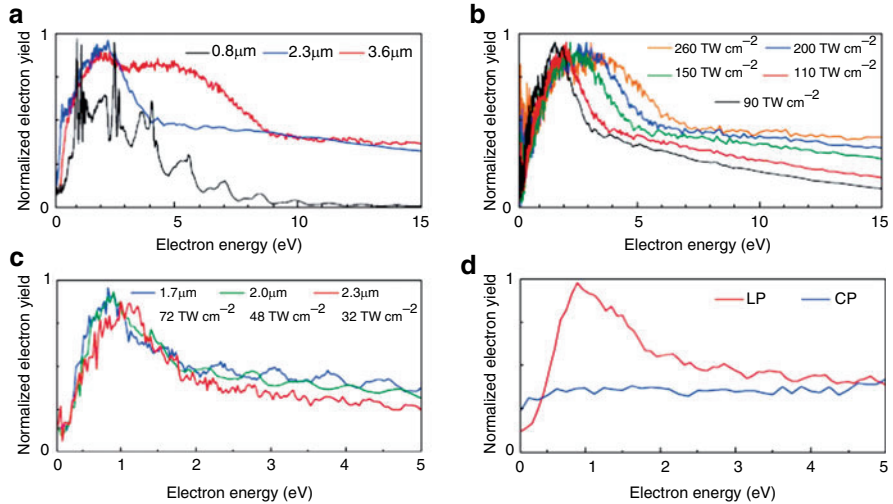 a
Normalized electron yield
1
0
0.8μm 2.3μm 3.6μm
0 5 10 15
Electron energy (eV)
b
Normalized electron yield
1
0
260 TW cm−2 200 TW cm−2
150 TW cm−2 110 TW cm−2
90 TW cm−2
0 5 10 15
Electron energy (eV)
c
Normalized electron yield
1
0
1.7μm 2.0μm 2.3μm
72 TW cm−2 48 TW cm−2 32 TW cm−2
0 1 2 3 4 5
Electron energy (eV)
d
Normalized electron yield
1
0
LP CP
0 1 2 3 4 5
Electron energy (eV)